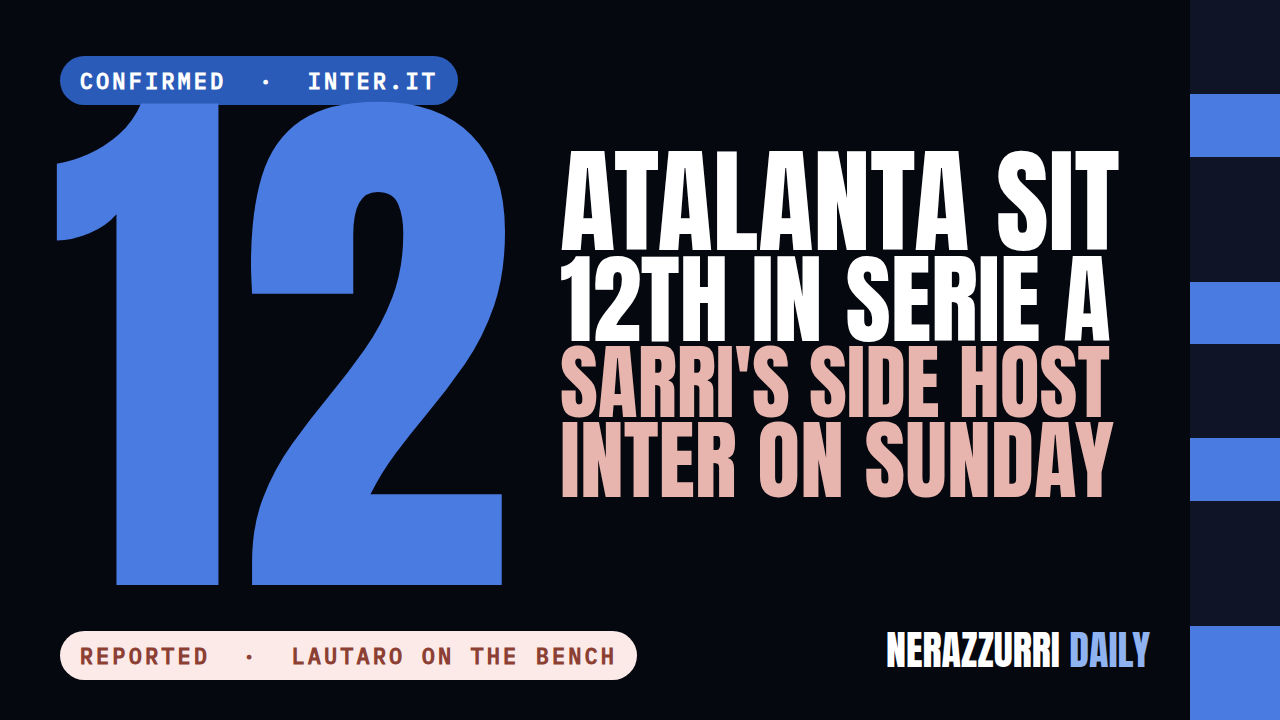 CONFIRMED · INTER.IT
12
ATALANTA SIT
12TH IN SERIE A
SARRI'S SIDE HOST
INTER ON SUNDAY
REPORTED · LAUTARO ON THE BENCH
NERAZZURRI DAILY